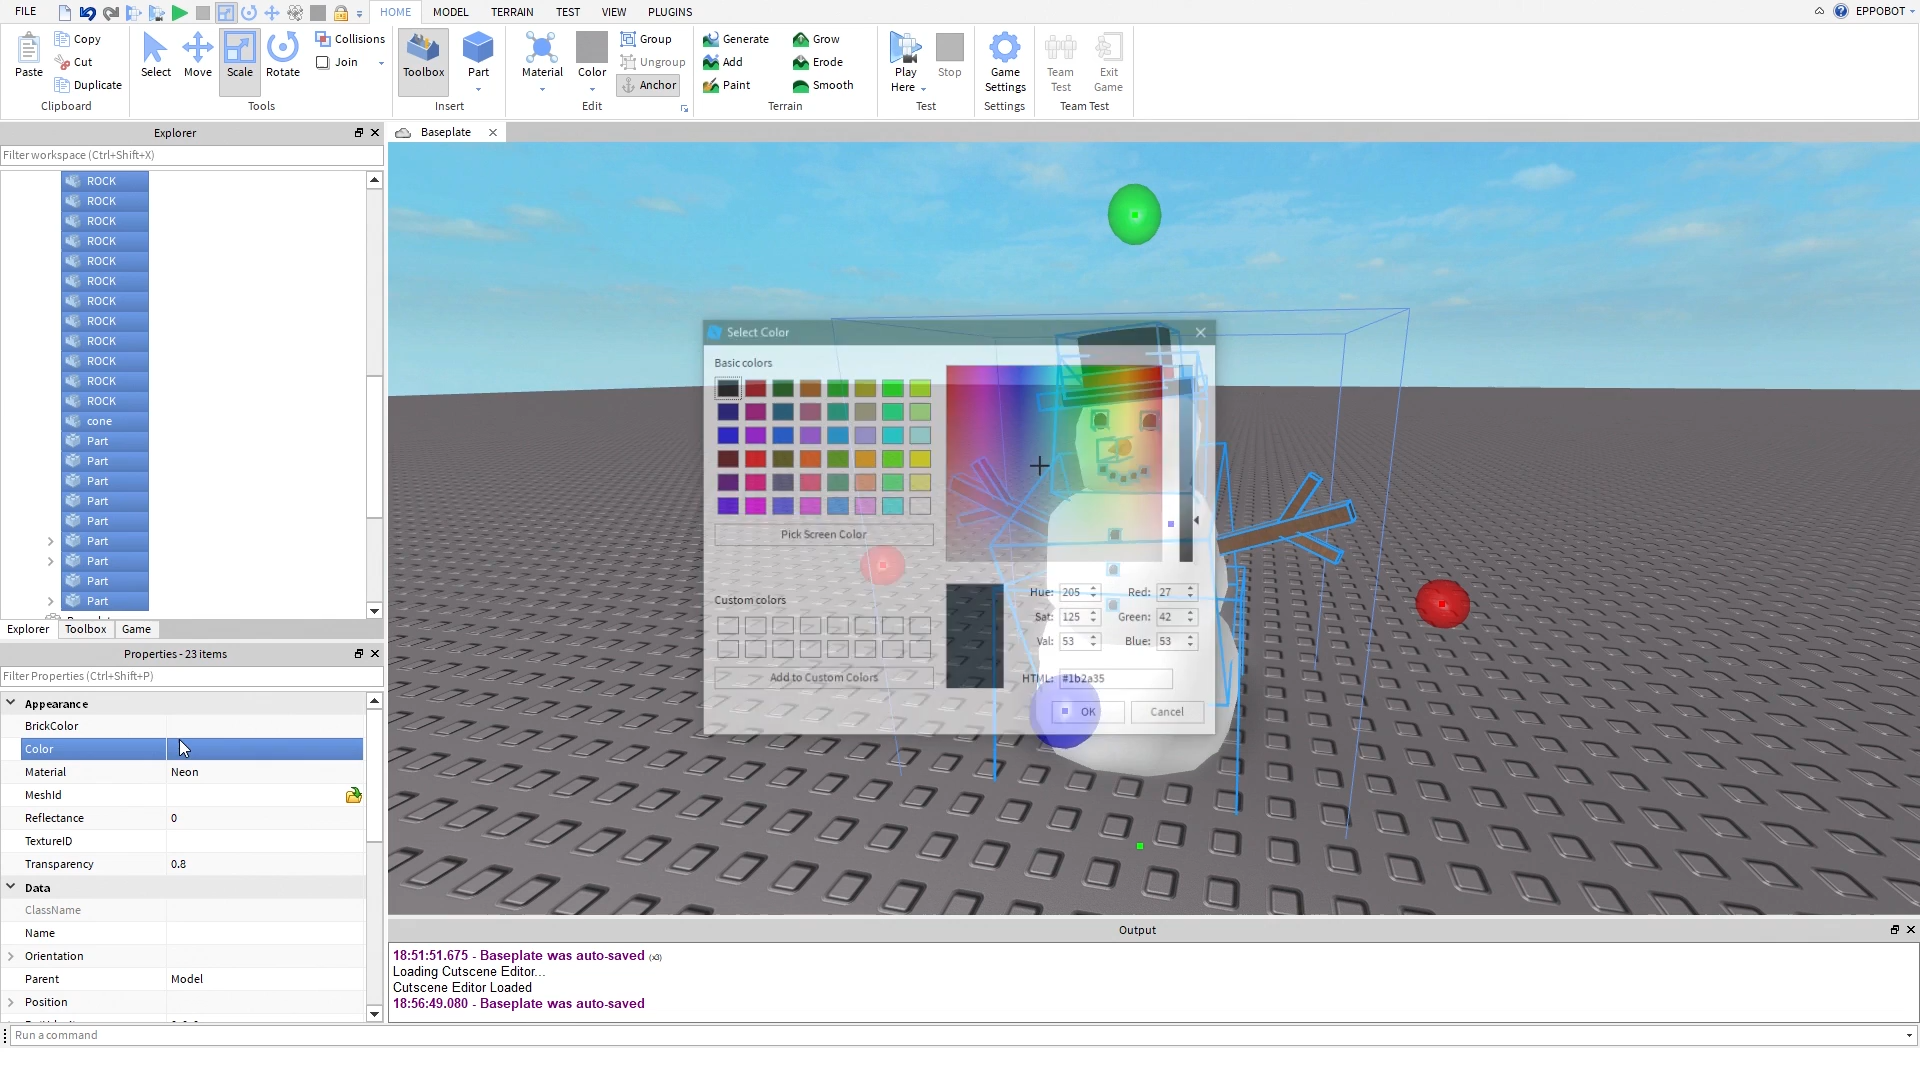 FILE HOME MODEL TERRAIN TEST VIEW PLUGINS EPPOBOT
Paste Copy Cut Duplicate
Clipboard
Select Move Scale Rotate Collisions Join
Tools
Toolbox Part
Insert
Material Color Group Ungroup Anchor
Edit
Generate Grow
Add Erode
Paint Smooth
Terrain
Play Here Stop
Test
Game Settings
Settings
Team Test Exit Game
Team Test
Explorer
Baseplate
Filter workspace (Ctrl+Shift+X)
ROCK
ROCK
ROCK
ROCK
ROCK
ROCK
ROCK
ROCK
ROCK
ROCK
ROCK
ROCK
cone
Part
Part
Part
Part
Part
Part
Part
Part
Part
Explorer Toolbox Game
Properties - 23 items
Filter Properties (Ctrl+Shift+P)
Appearance
BrickColor
Color
Material Neon
MeshId
Reflectance 0
TextureID
Transparency 0.8
Data
ClassName
Name
Orientation
Parent Model
Position
Select Color
Basic colors
Pick Screen Color
Custom colors
Add to Custom Colors
Hue: 205 Red: 27
Sat: 125 Green: 42
Val: 53 Blue: 53
HTML: #1b2a35
OK Cancel
Output
18:51:51.675 - Baseplate was auto-saved (x3)
Loading Cutscene Editor...
Cutscene Editor Loaded
18:56:49.080 - Baseplate was auto-saved
Run a command